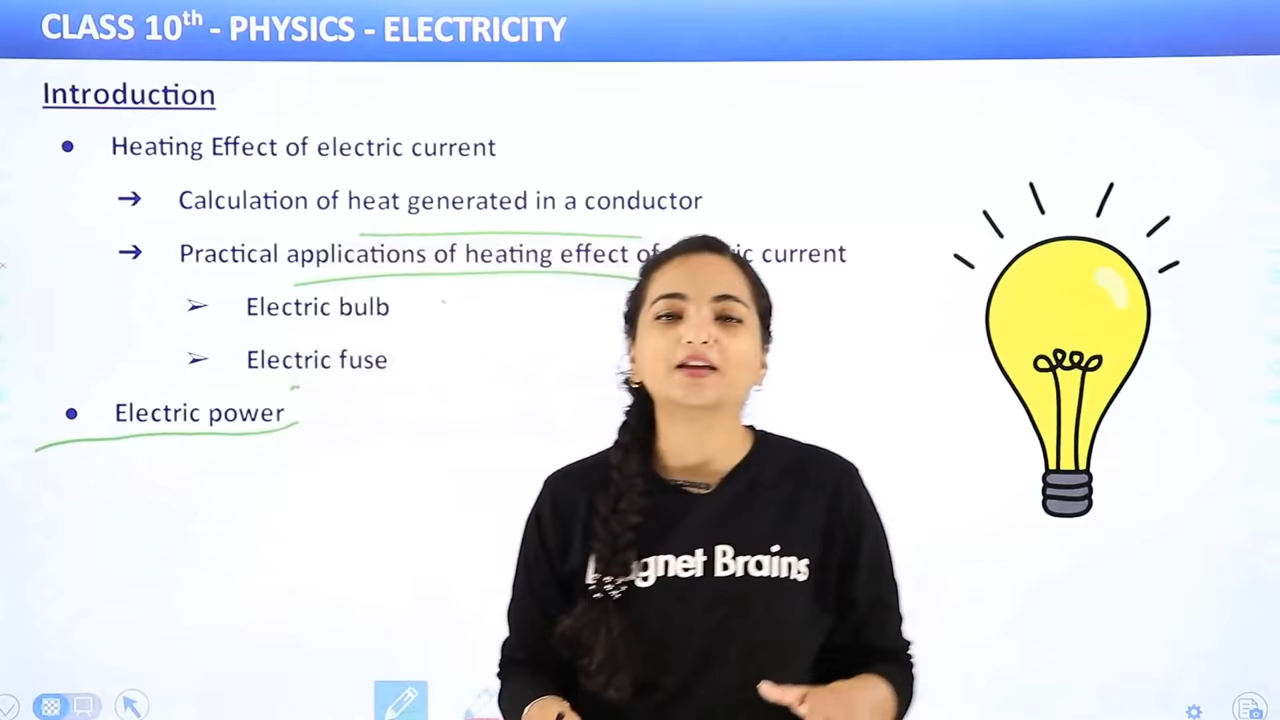 CLASS 10th - PHYSICS - ELECTRICITY
Introduction
• Heating Effect of electric current
→ Calculation of heat generated in a conductor
→ Practical applications of heating effect of current
➢ Electric bulb
➢ Electric fuse
• Electric power
Brains